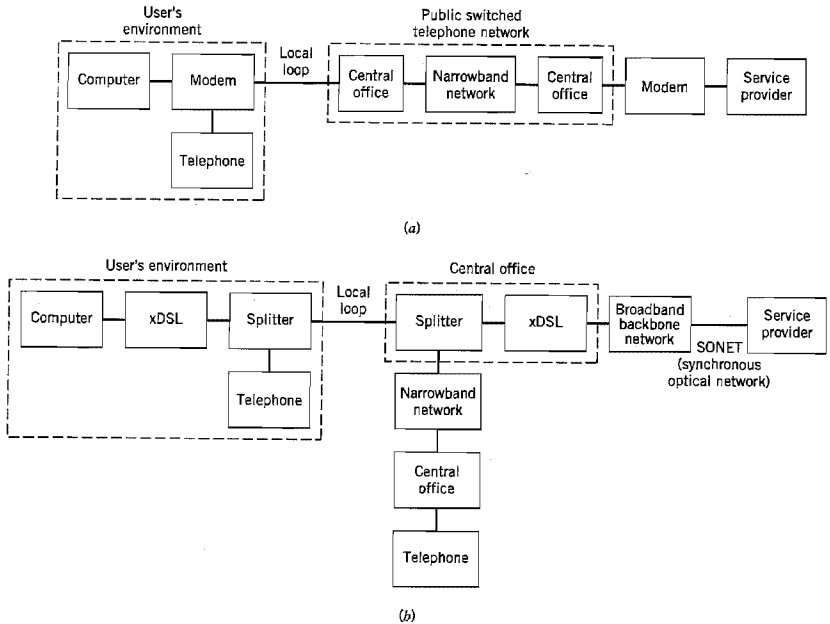 User's
environment
Public switched
telephone network
Local
loop
Computer
Modem
Central
office
Narrowband
network
Central
office
Modem
Service
provider
Telephone
(a)
User's environment
Central office
Local
loop
Computer
xDSL
Splitter
Splitter
xDSL
Broadband
backbone
network
Service
provider
SONET
(synchronous
optical network)
Telephone
Narrowband
network
Central
office
Telephone
(b)